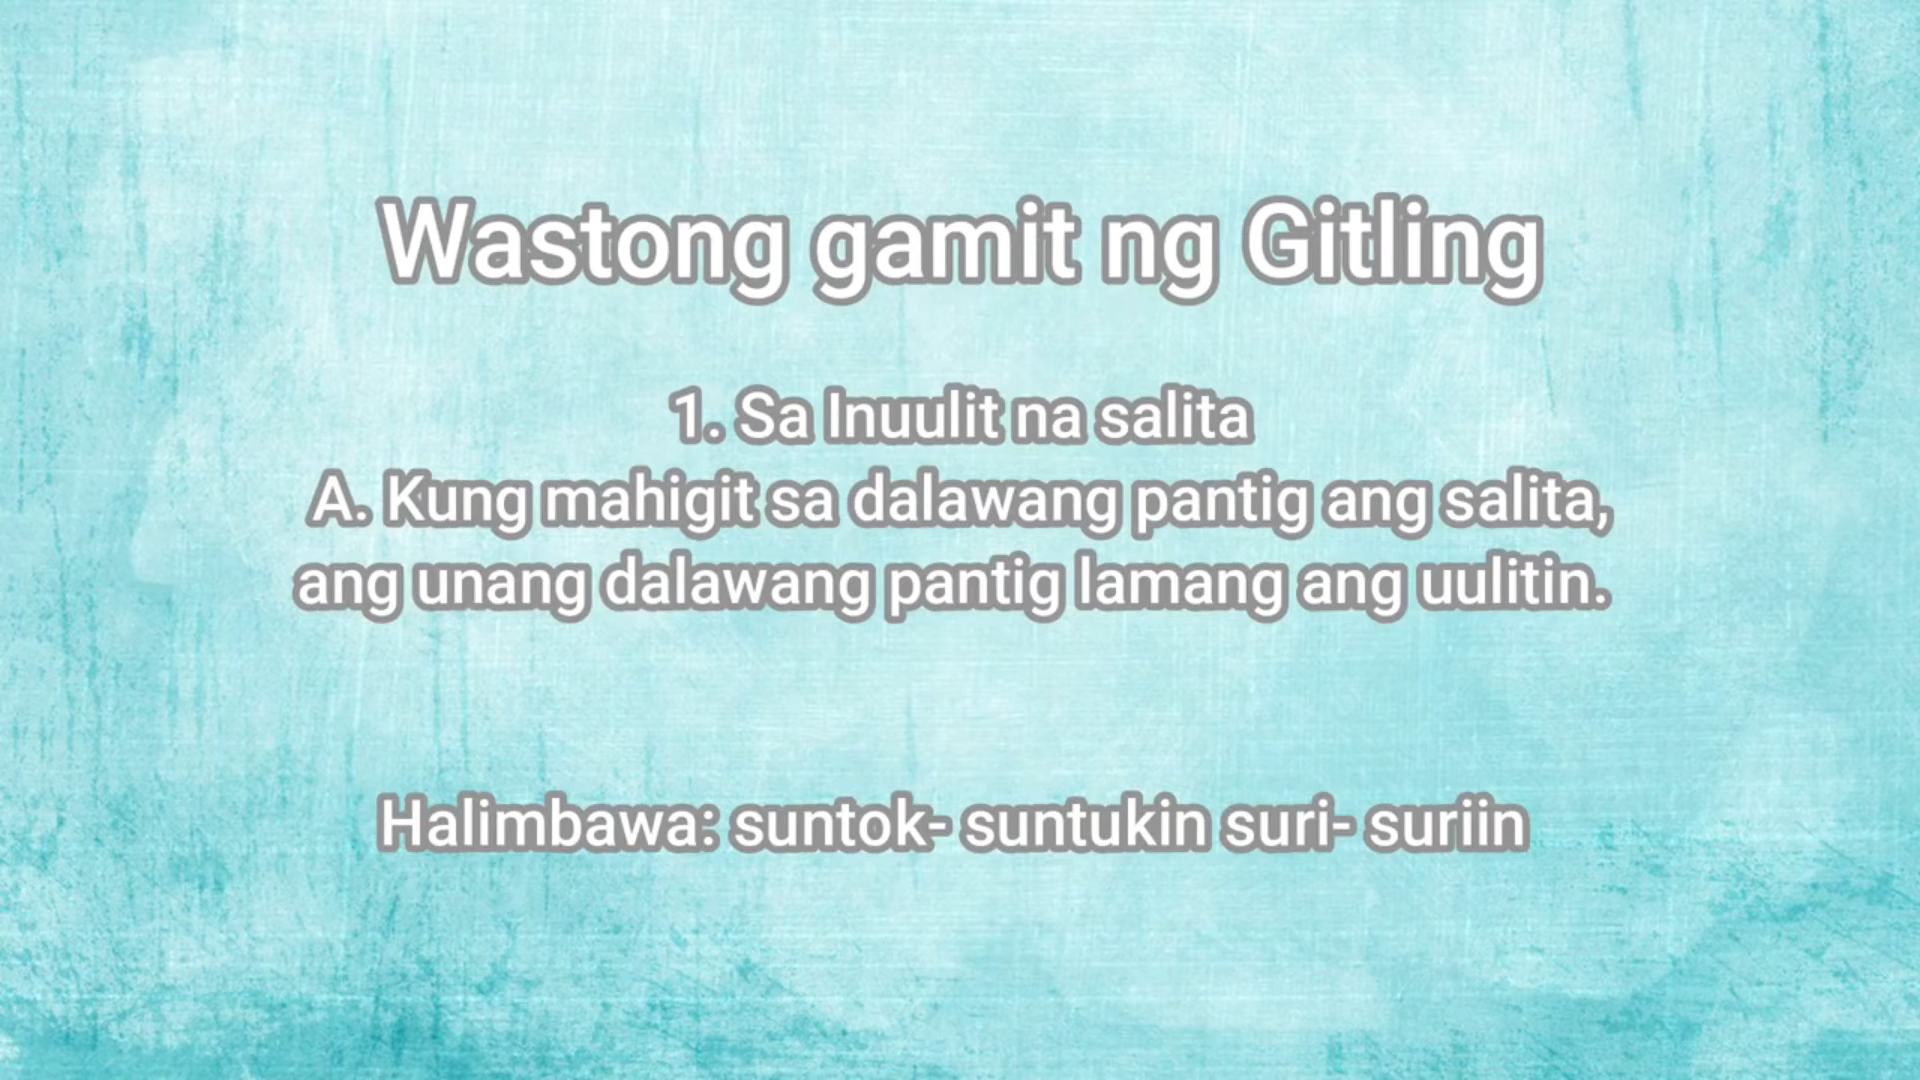 Wastong gamit ng Gitling
1. Sa Inuulit na salita
A. Kung mahigit sa dalawang pantig ang salita,
ang unang dalawang pantig lamang ang uulitin.
Halimbawa: suntok- suntukin suri- suriin